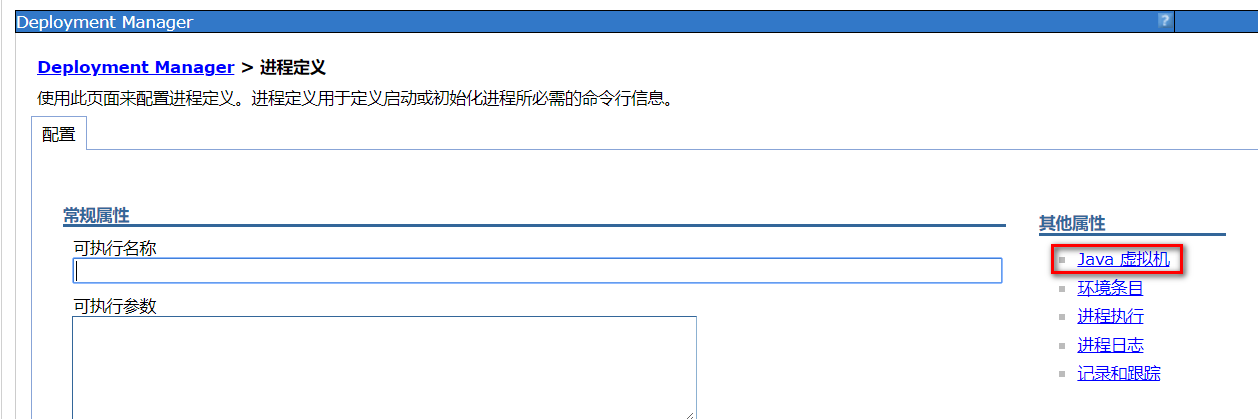 Deployment Manager
?
Deployment Manager > 进程定义
使用此页面来配置进程定义。进程定义用于定义启动或初始化进程所必需的命令行信息。
配置
常规属性
可执行名称
可执行参数
其他属性
Java 虚拟机
环境条目
进程执行
进程日志
记录和跟踪